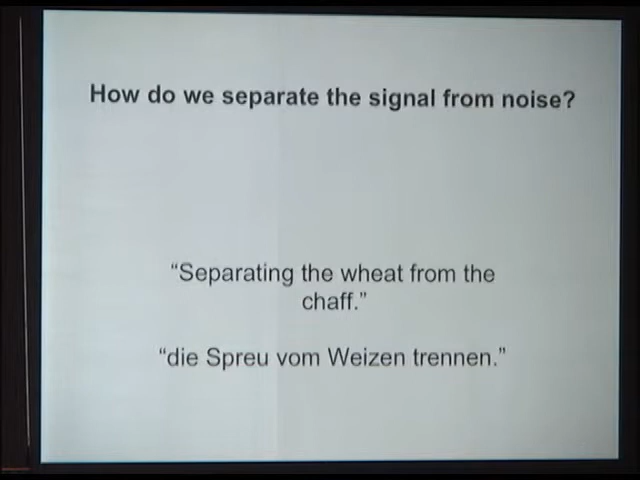 How do we separate the signal from noise?
“Separating the wheat from the
chaff.”
“die Spreu vom Weizen trennen.”